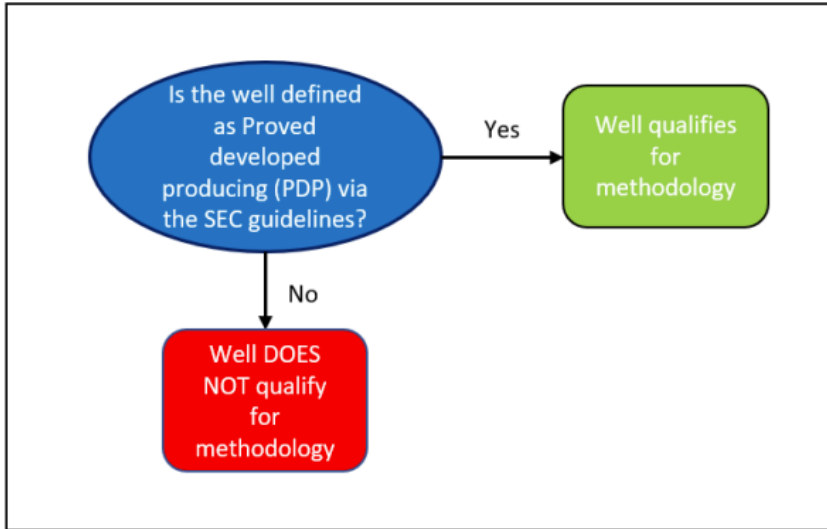 Is the well defined
as Proved
developed
producing (PDP) via
the SEC guidelines?
Yes
Well qualifies
for
methodology
No
Well DOES
NOT qualify
for
methodology